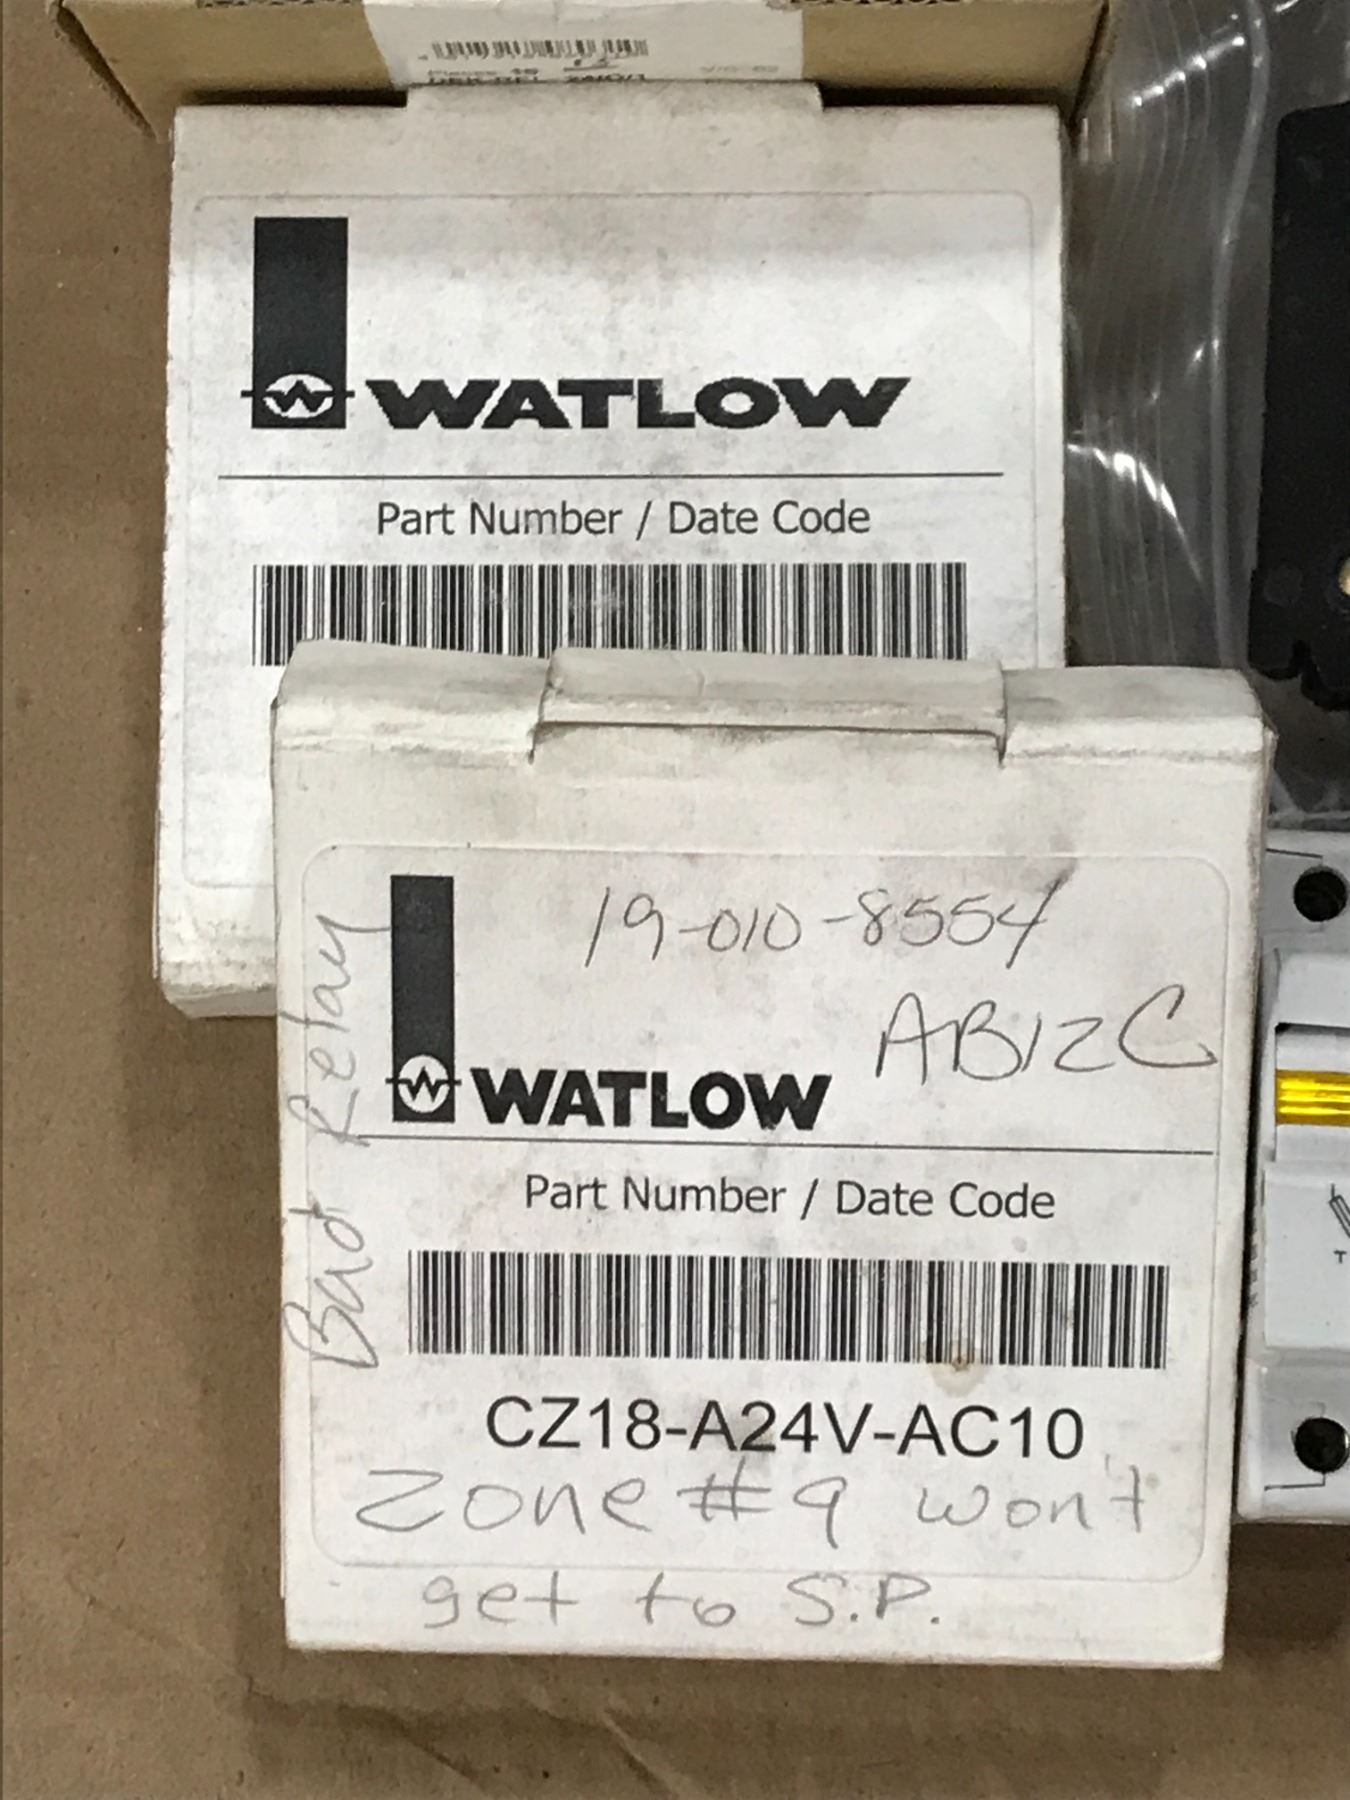 WATLOW
Part Number / Date Code
19-010-8554
AB12C
WATLOW
Bad Relay
Part Number / Date Code
CZ18-A24V-AC10
Zone #9 wont
get to S.P.
T